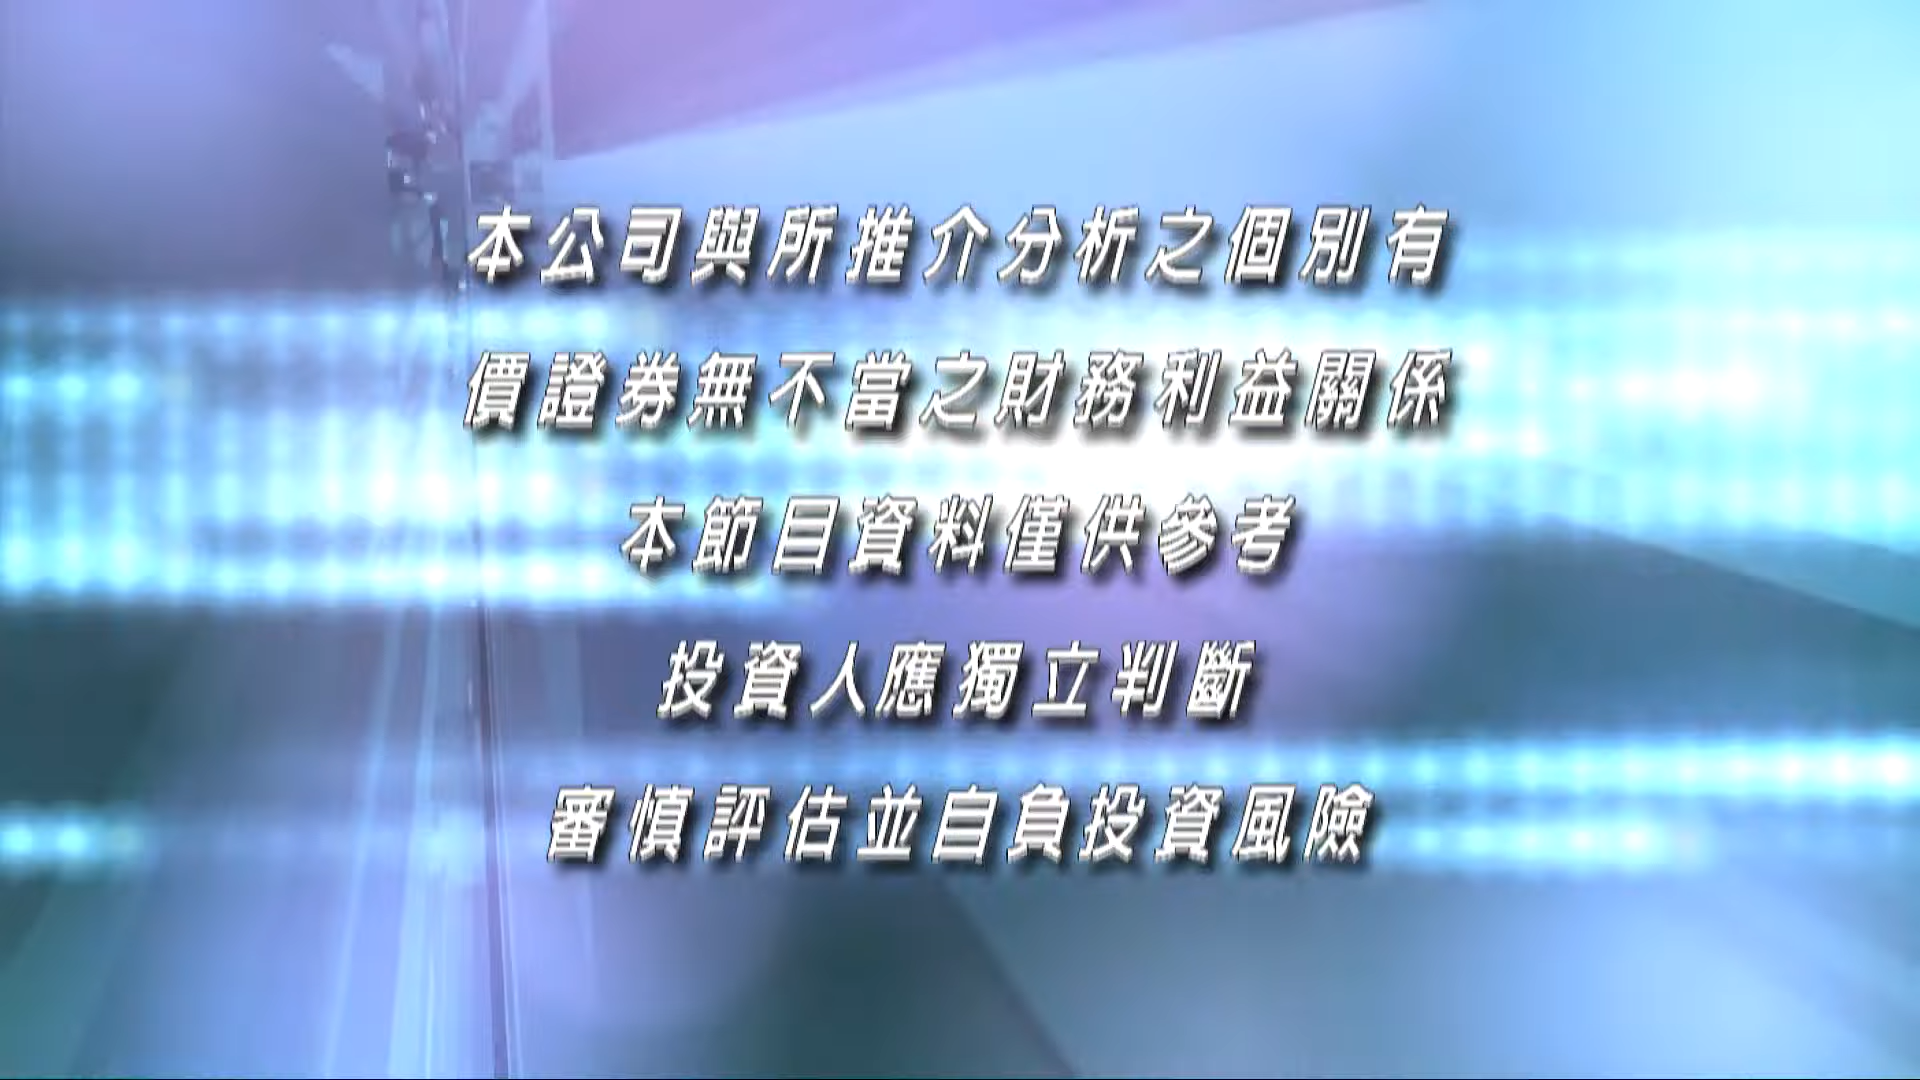 本公司與所推介分析之個別有
價證券無不當之財務利益關係
本節目資料僅供參考
投資人應獨立判斷
審慎評估並自負投資風險